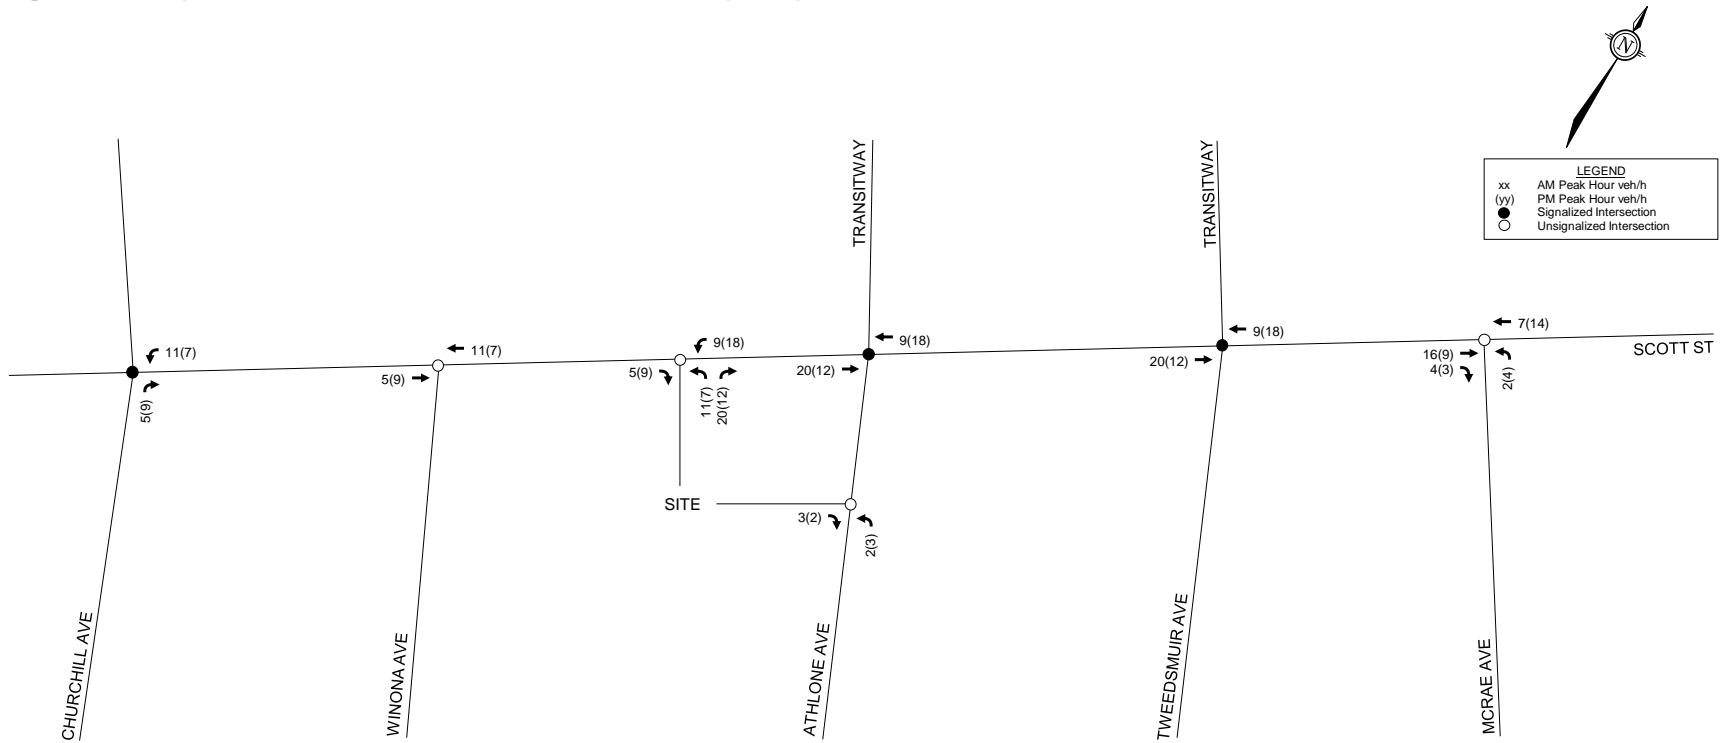 N
TRANSITWAY
TRANSITWAY
LEGEND
xx AM Peak Hour veh/h
(yy) PM Peak Hour veh/h
Signalized Intersection
Unsignalized Intersection
11(7)
5(9)
11(7)
5(9)
9(18)
5(9)
11(7)
20(12)
9(18)
20(12)
9(18)
20(12)
7(14)
16(9)
4(3)
2(4)
SCOTT ST
SITE
3(2)
2(3)
CHURCHILL AVE
WINONA AVE
ATHLONE AVE
TWEEDSMUIR AVE
MCRAE AVE